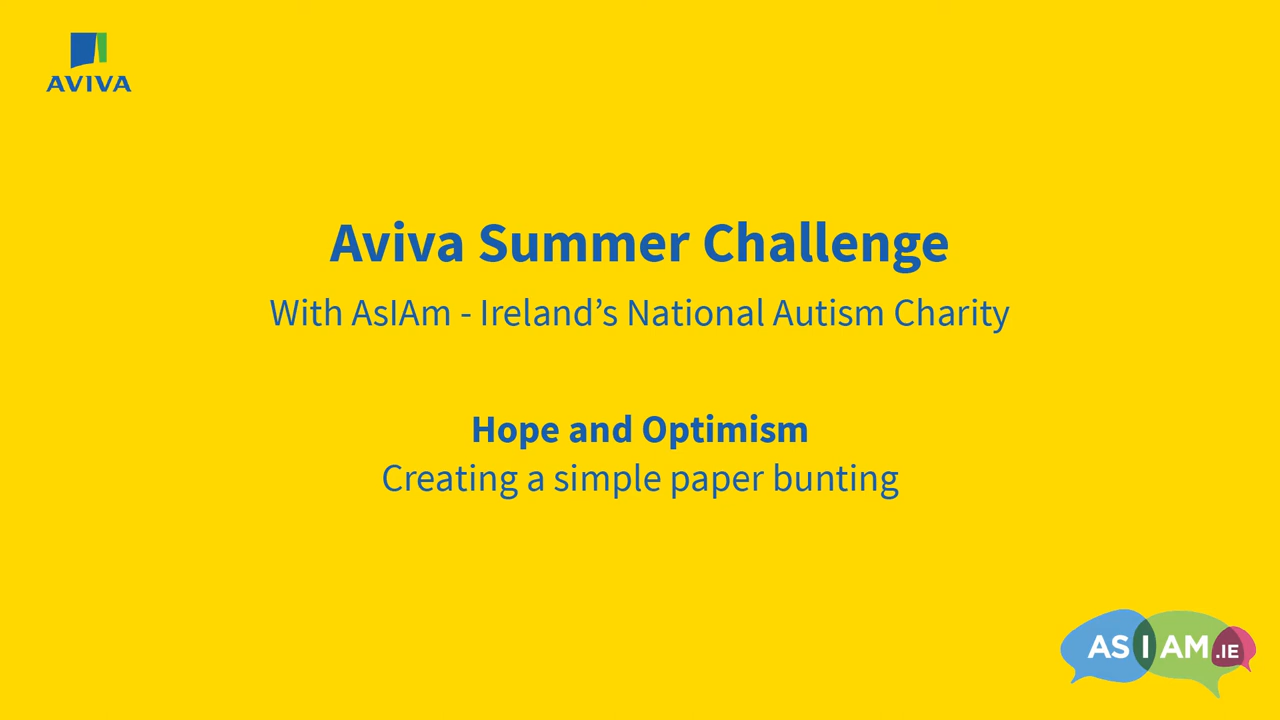 AVIVA
Aviva Summer Challenge
With AsIAm - Ireland’s National Autism Charity
Hope and Optimism
Creating a simple paper bunting
AS I AM .IE